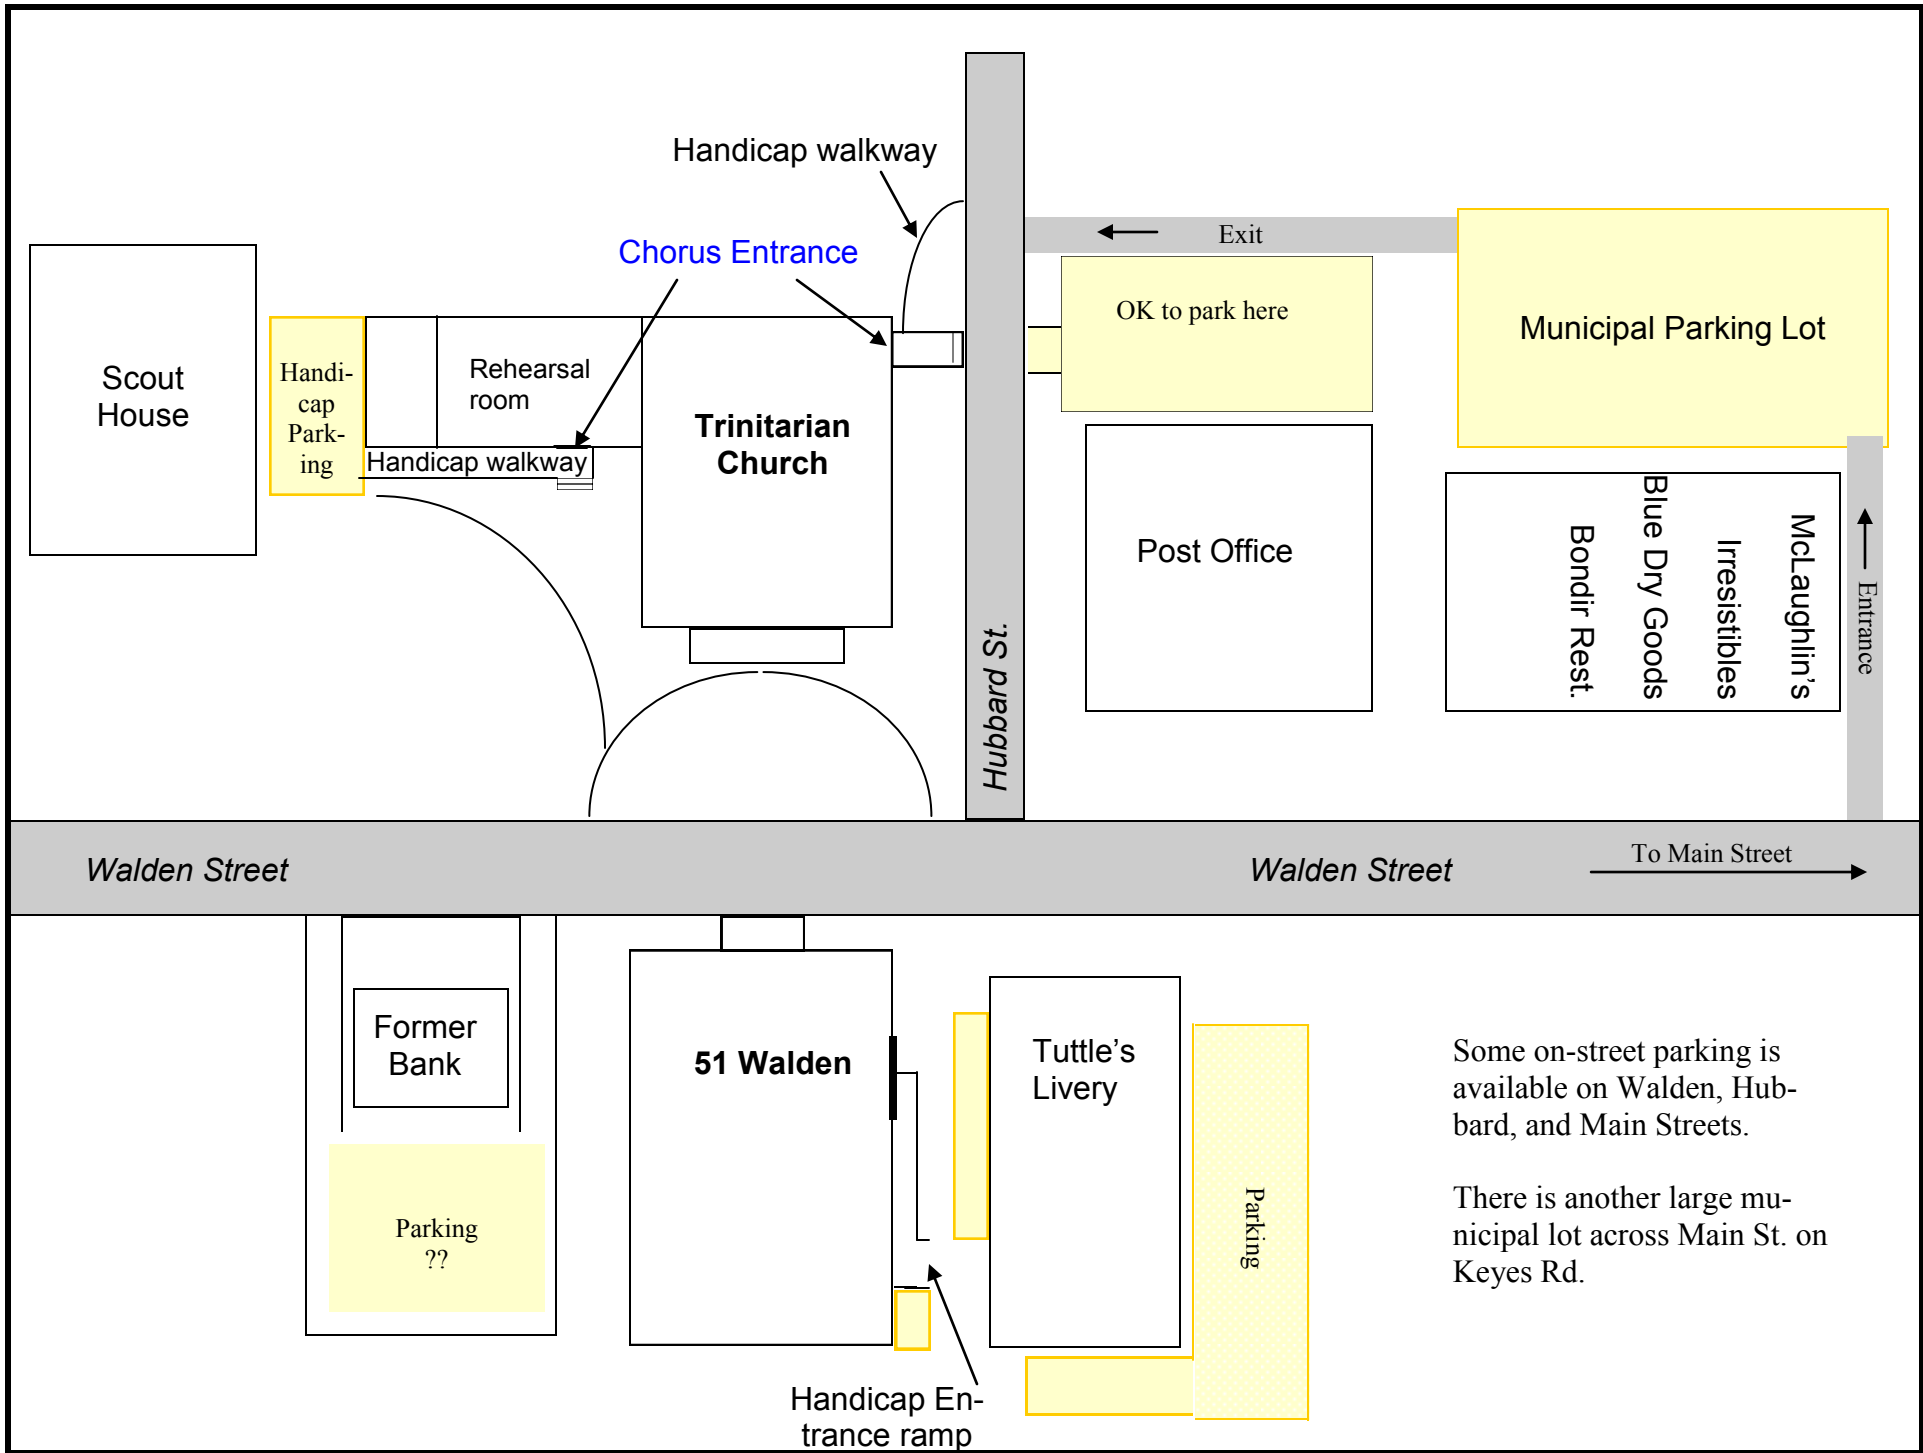 Handicap walkway
Chorus Entrance
Exit
OK to park here
Municipal Parking Lot
Scout
House
Handi-
cap
Park-
ing
Rehearsal
room
Handicap walkway
Trinitarian
Church
Post Office
Bondir Rest.
Blue Dry Goods
Irresistibles
McLaughlin's
Entrance
Hubbard St.
Walden Street
Walden Street
To Main Street
Former
Bank
51 Walden
Tuttle's
Livery
Parking
??
Parking
Handicap En-
trance ramp
Some on-street parking is
available on Walden, Hub-
bard, and Main Streets.
There is another large mu-
nicipal lot across Main St. on
Keyes Rd.